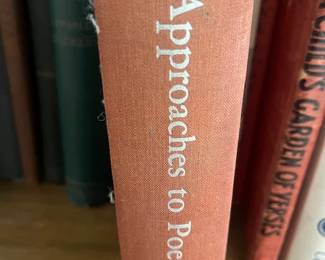 Approaches to Poe
CHILD'S GARDEN OF VERSES